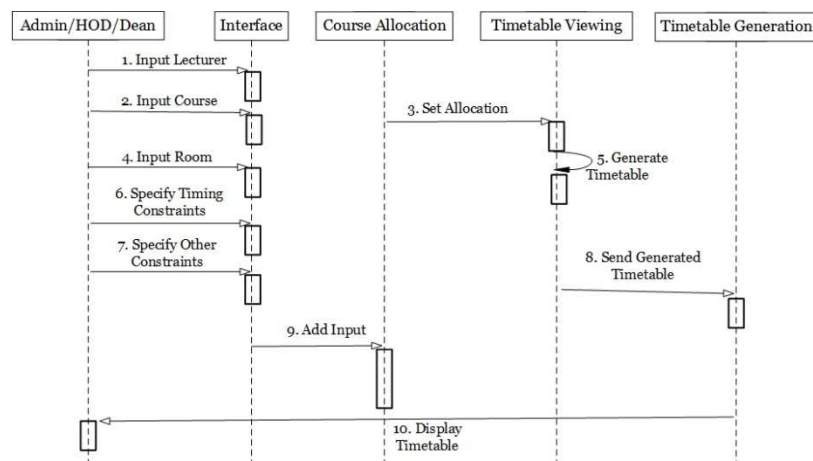 Admin/HOD/Dean
Interface
Course Allocation
Timetable Viewing
Timetable Generation
1. Input Lecturer
2. Input Course
3. Set Allocation
4. Input Room
5. Generate
Timetable
6. Specify Timing
Constraints
7. Specify Other
Constraints
8. Send Generated
Timetable
9. Add Input
10. Display
Timetable